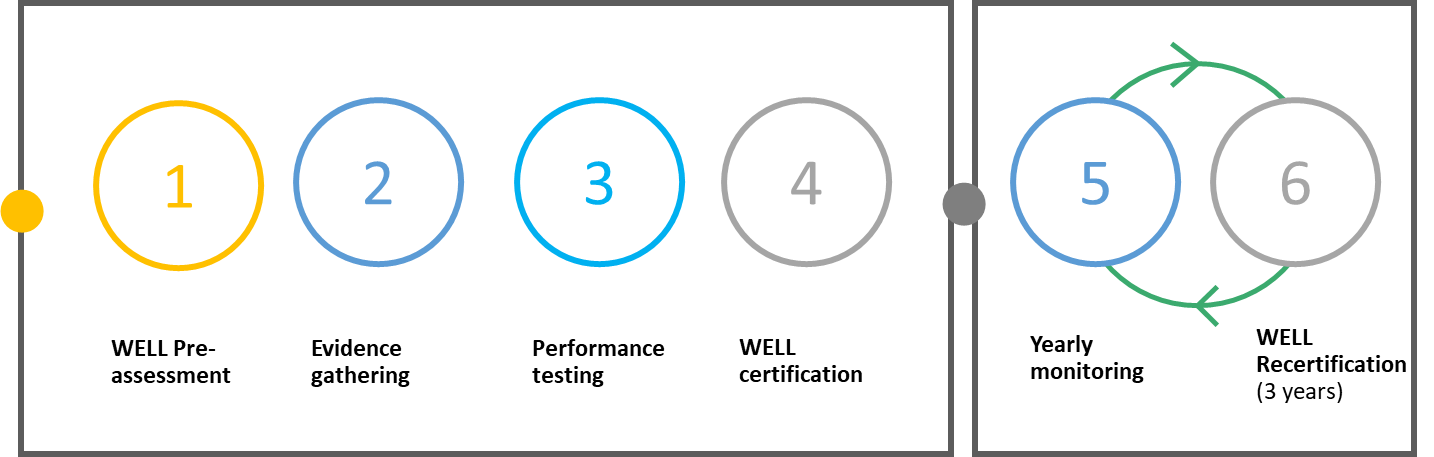 1
2
3
4
5
6
WELL Pre-
assessment
Evidence
gathering
Performance
testing
WELL
certification
Yearly
monitoring
WELL
Recertification
(3 years)